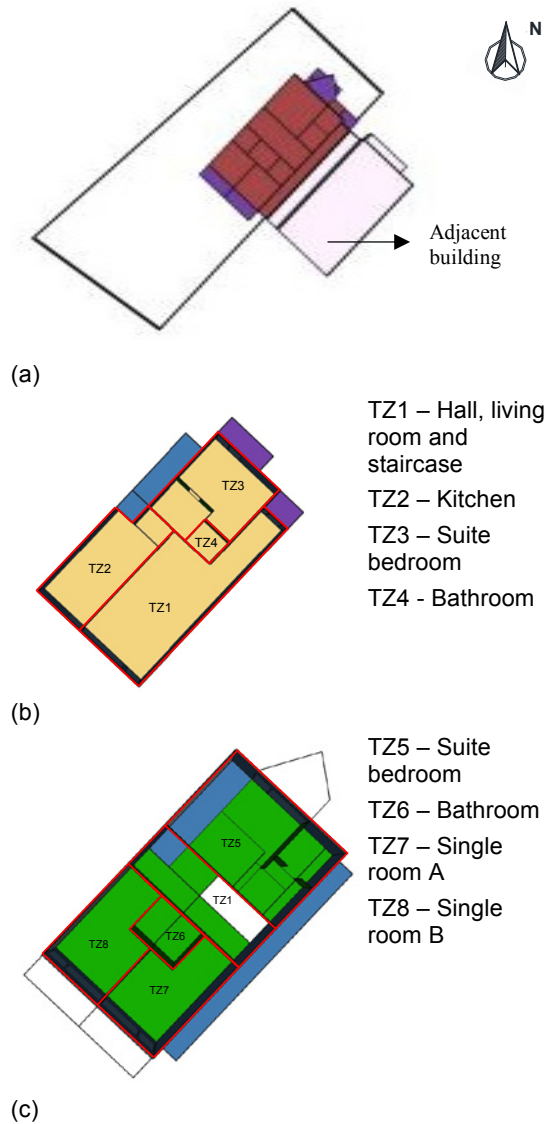 N
Adjacent
building
(a)
TZ1 – Hall, living
room and
staircase
TZ2 – Kitchen
TZ3 – Suite
bedroom
TZ4 - Bathroom
TZ3
TZ4
TZ2
TZ1
(b)
TZ5 – Suite
bedroom
TZ6 – Bathroom
TZ7 – Single
room A
TZ8 – Single
room B
TZ5
TZ1
TZ6
TZ8
TZ7
(c)